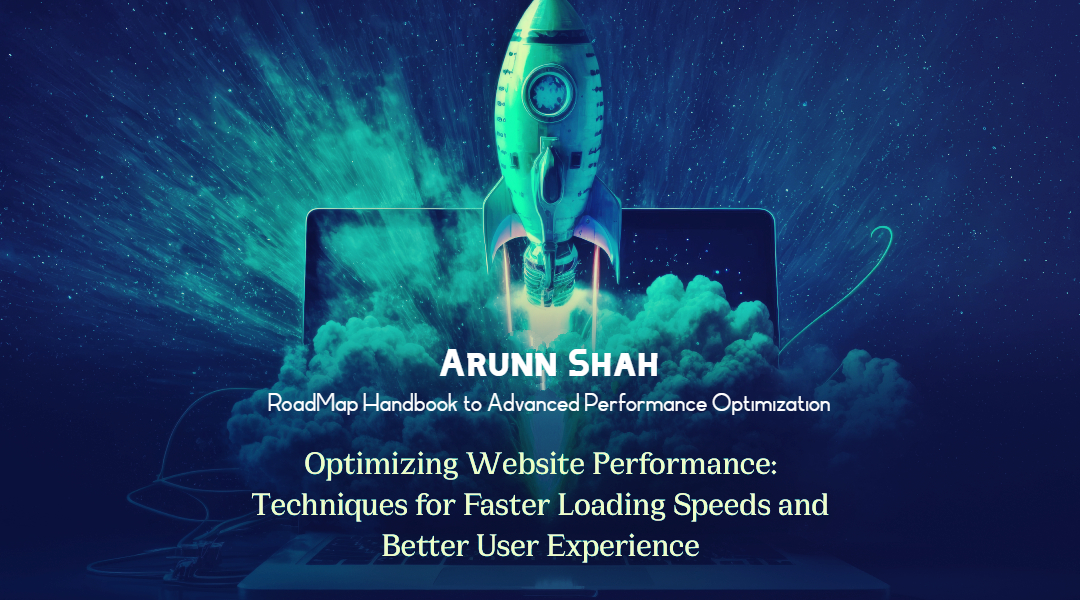 Arunn Shah
RoadMap Handbook to Advanced Performance Optimization
Optimizing Website Performance:
Techniques for Faster Loading Speeds and
Better User Experience